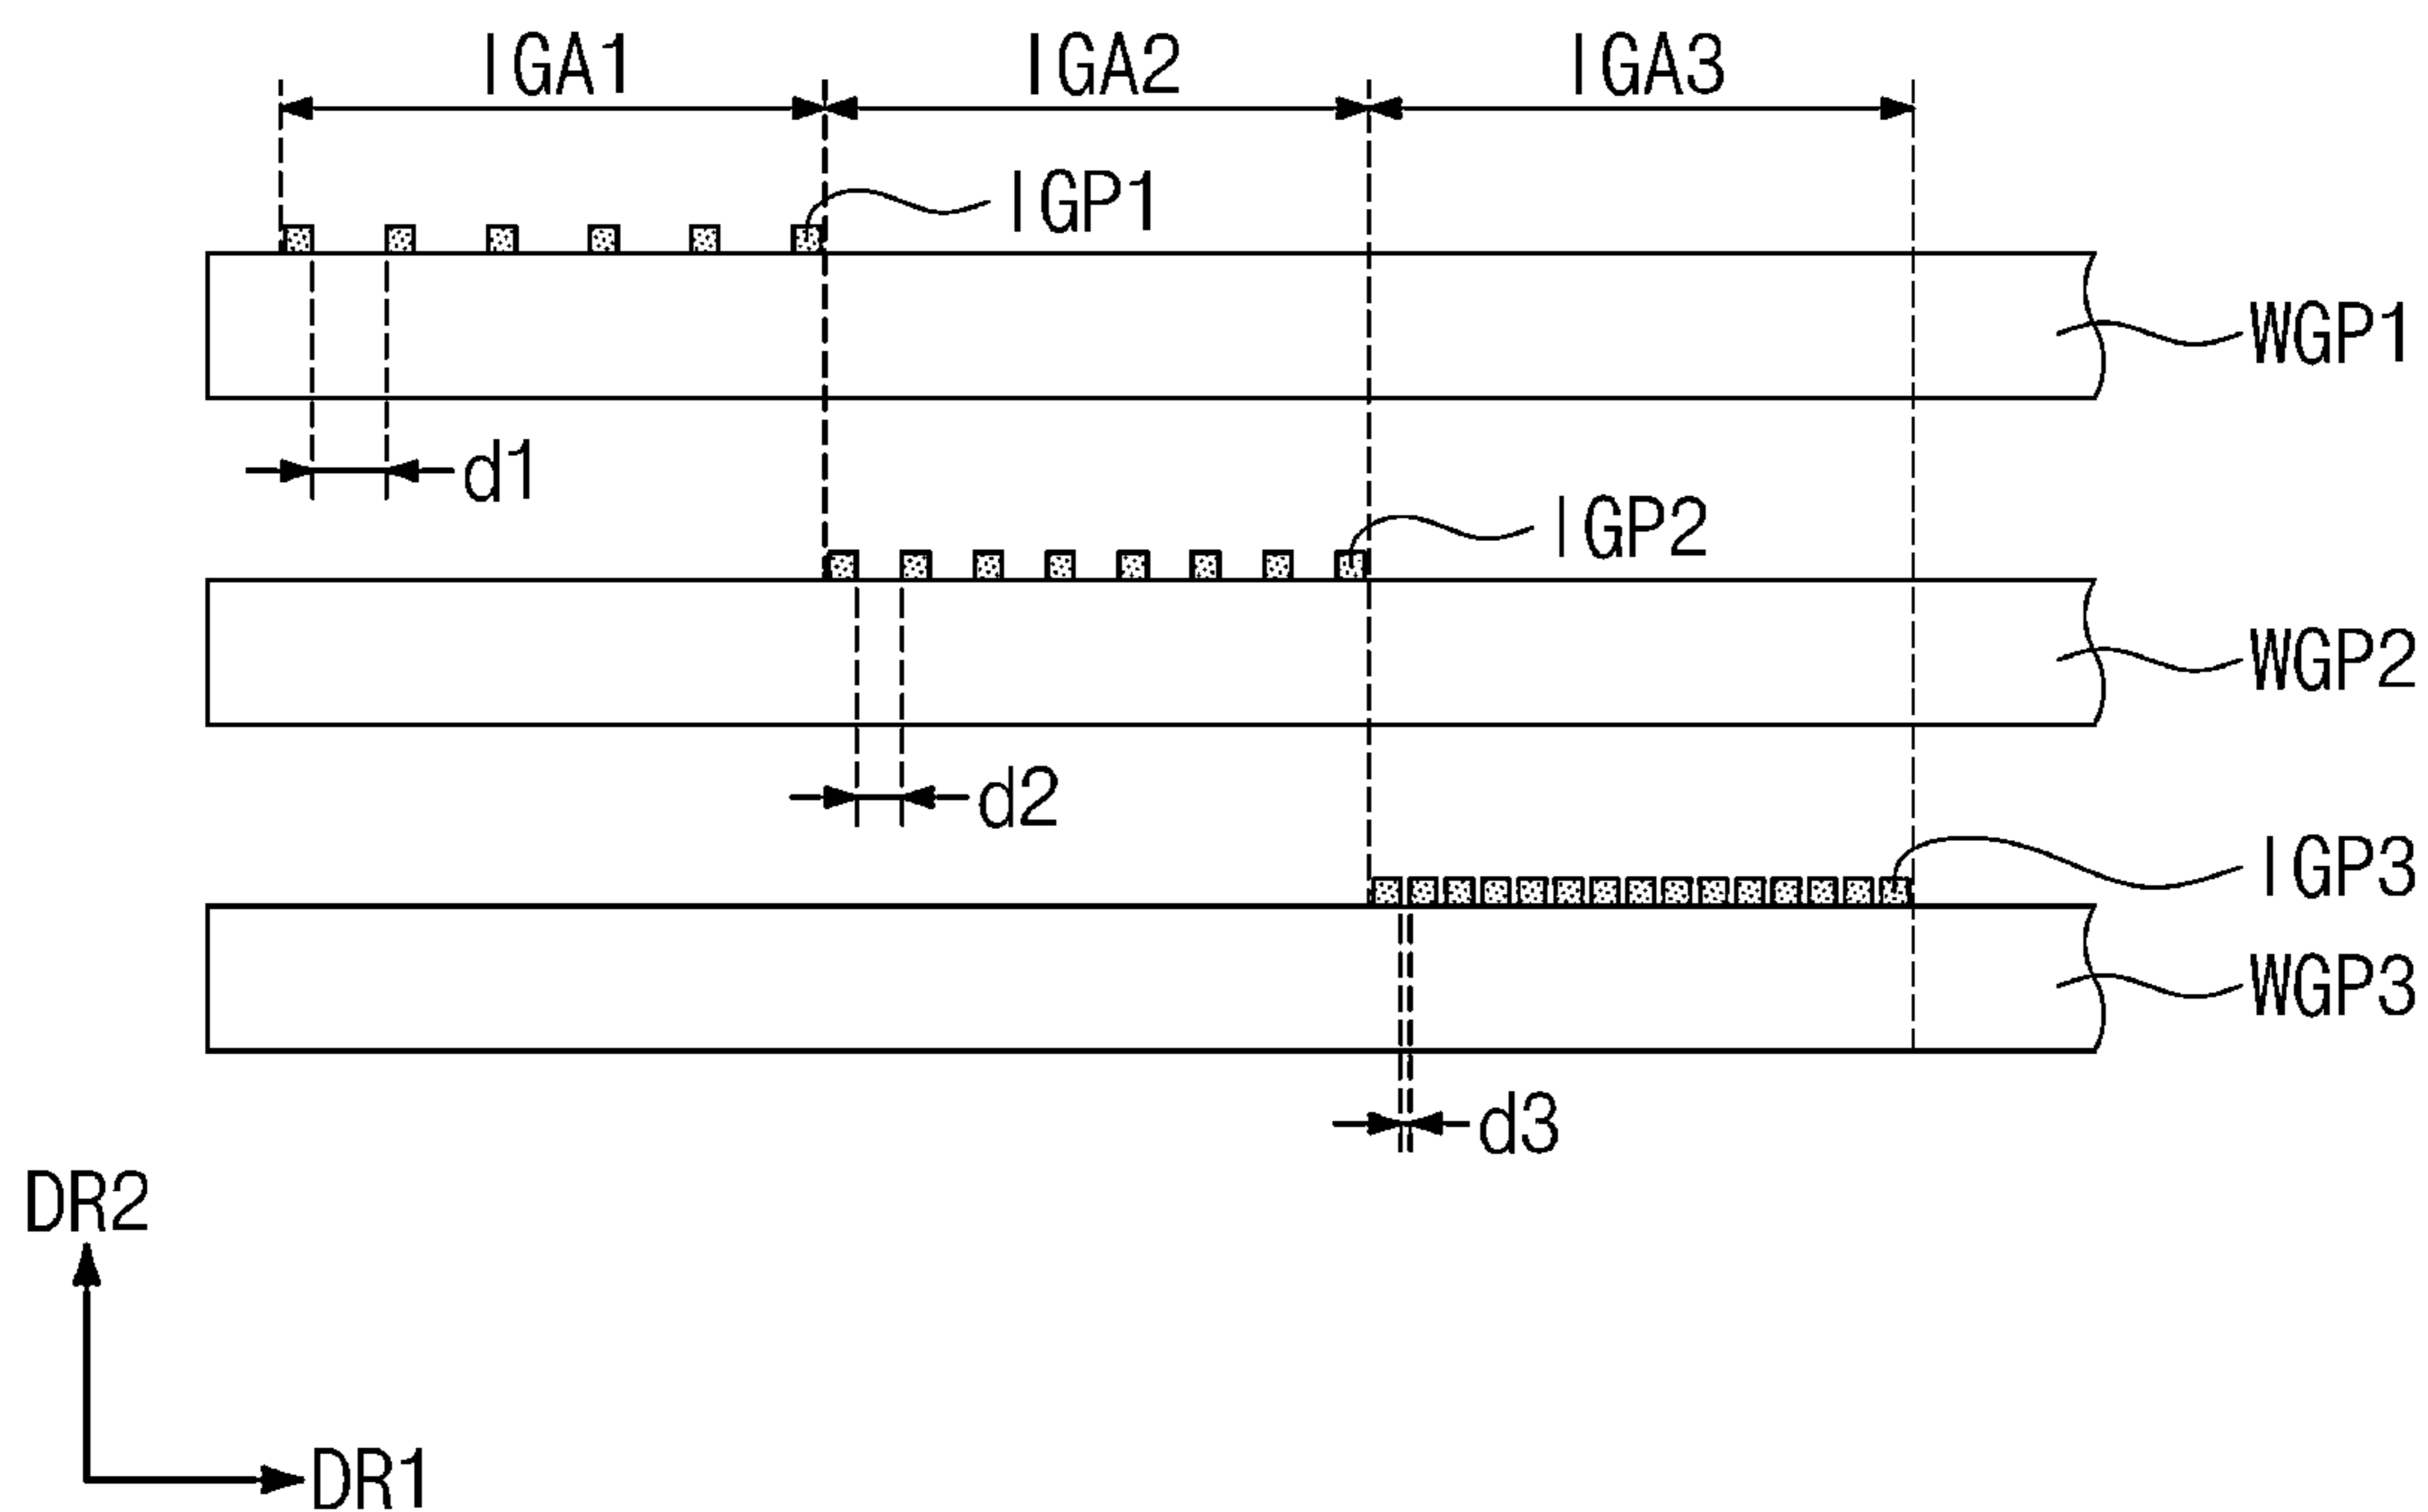 IGA1 IGA2 IGA3
IGP1
WGP1
d1
IGP2
WGP2
d2
IGP3
WGP3
d3
DR2
DR1